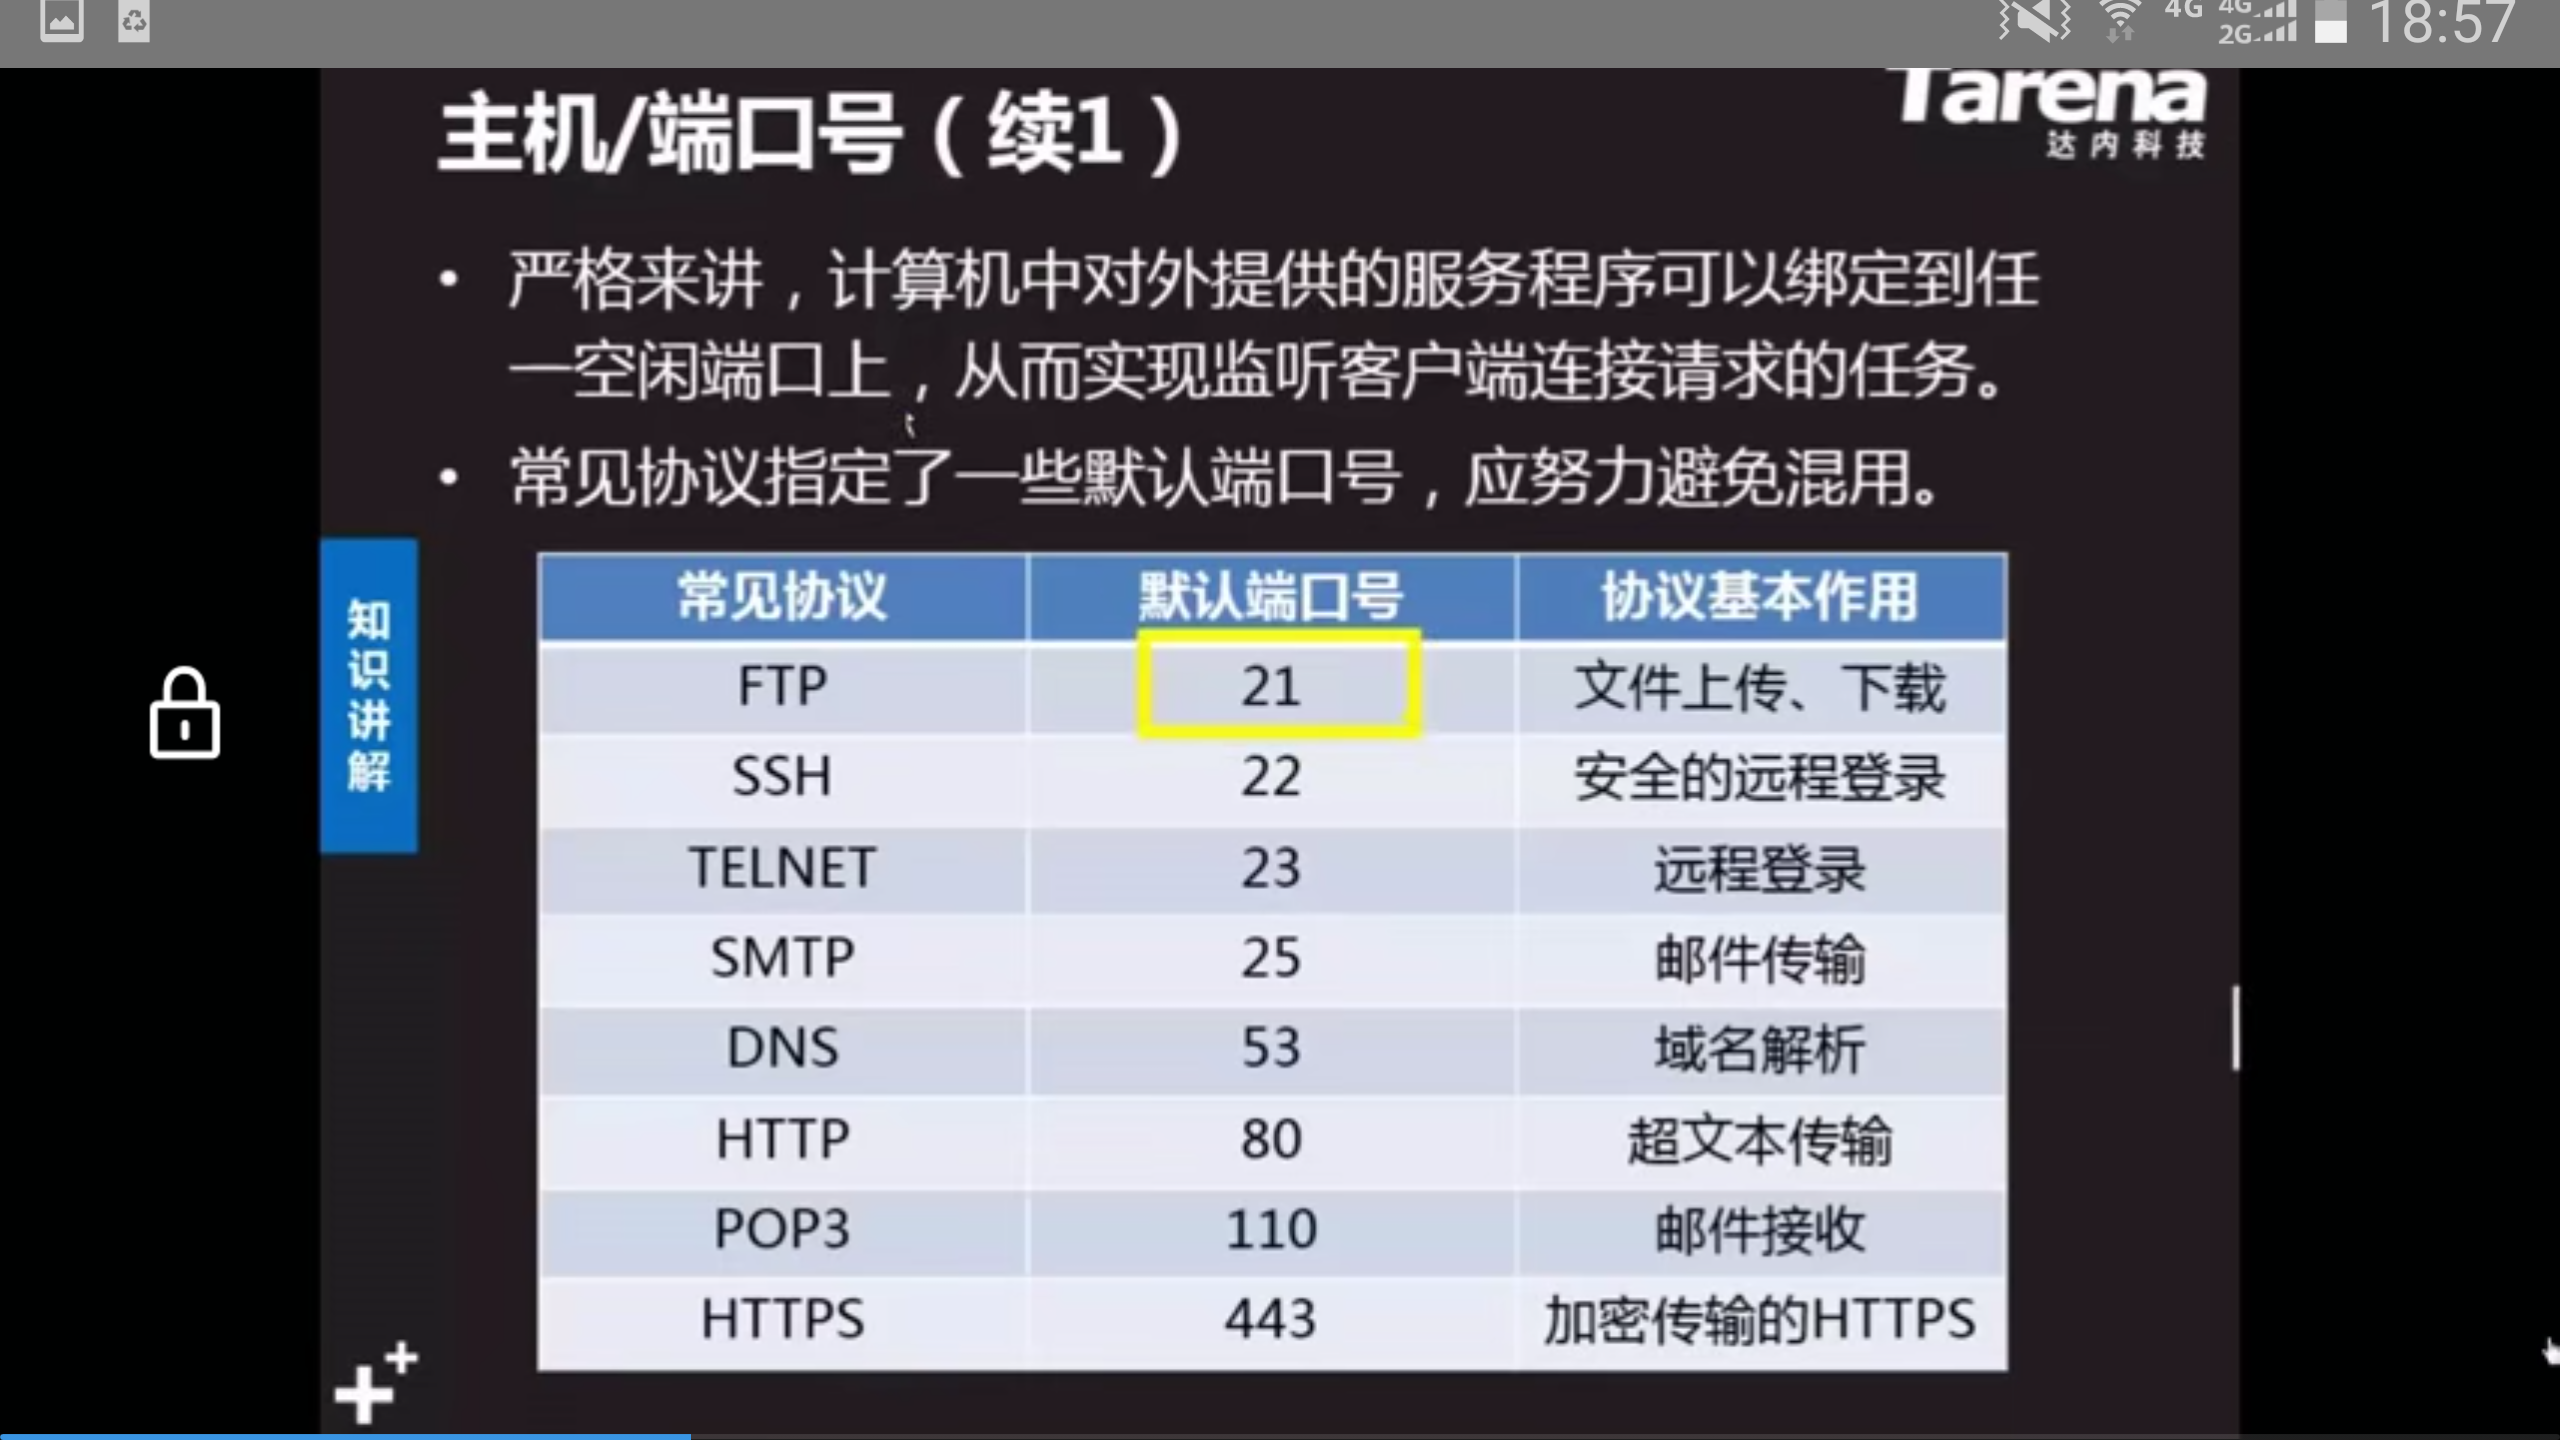 4G 4G 2G 18:57
Tarena
达内科技
主机/端口号（续1）
• 严格来讲，计算机中对外提供的服务程序可以绑定到任
一空闲端口上，从而实现监听客户端连接请求的任务。
• 常见协议指定了一些默认端口号，应努力避免混用。
知识讲解
常见协议 默认端口号 协议基本作用
FTP 21 文件上传、下载
SSH 22 安全的远程登录
TELNET 23 远程登录
SMTP 25 邮件传输
DNS 53 域名解析
HTTP 80 超文本传输
POP3 110 邮件接收
HTTPS 443 加密传输的HTTPS